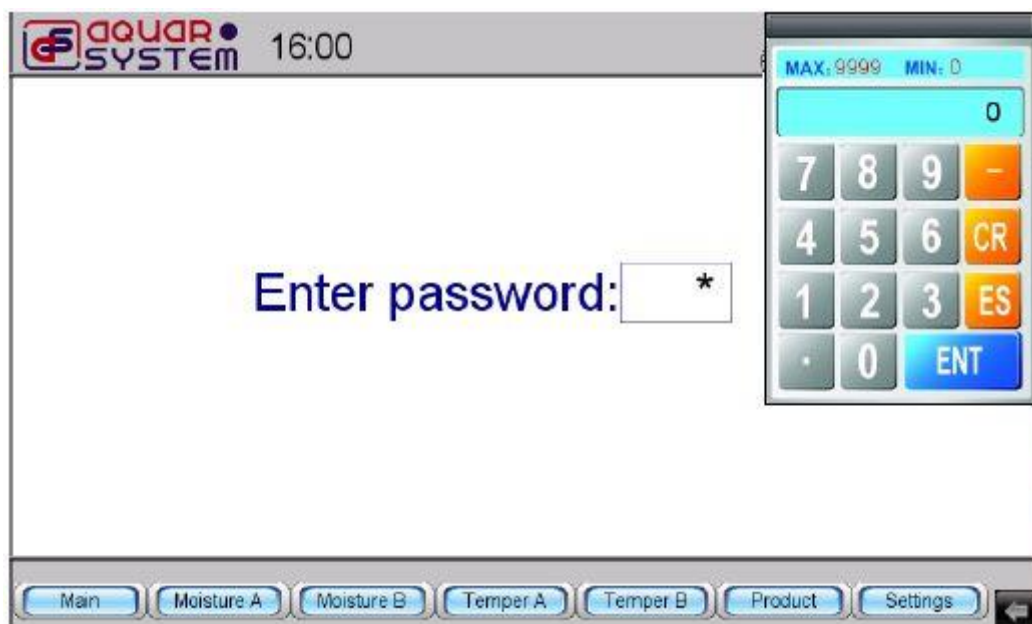 AQUAR
SYSTEM
16:00
MAX: 9999 MIN: 0
0
7 8 9 -
4 5 6 CR
1 2 3 ES
. 0 ENT
Enter password: *
Main Moisture A Moisture B Temper A Temper B Product Settings